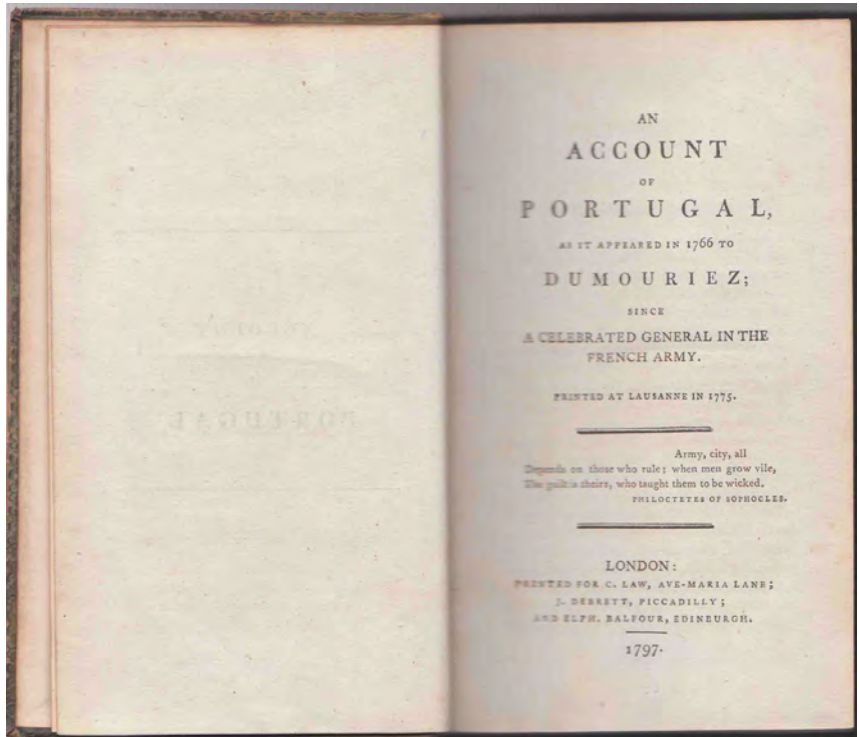 AN
ACCOUNT
OF
PORTUGAL,
AS IT APPEARED IN 1766 TO
DUMOURIEZ;
SINCE
A CELEBRATED GENERAL IN THE
FRENCH ARMY.
PRINTED AT LAUSANNE IN 1775.
Army, city, all
Depends on those who rule; when men grow vile,
The guilt is theirs, who taught them to be wicked.
PHILOCTETES OF SOPHOCLES.
LONDON:
PRINTED FOR C. LAW, AVE-MARIA LANE;
J. DEBRETT, PICCADILLY;
AND ELPH. BALFOUR, EDINBURGH.
1797.